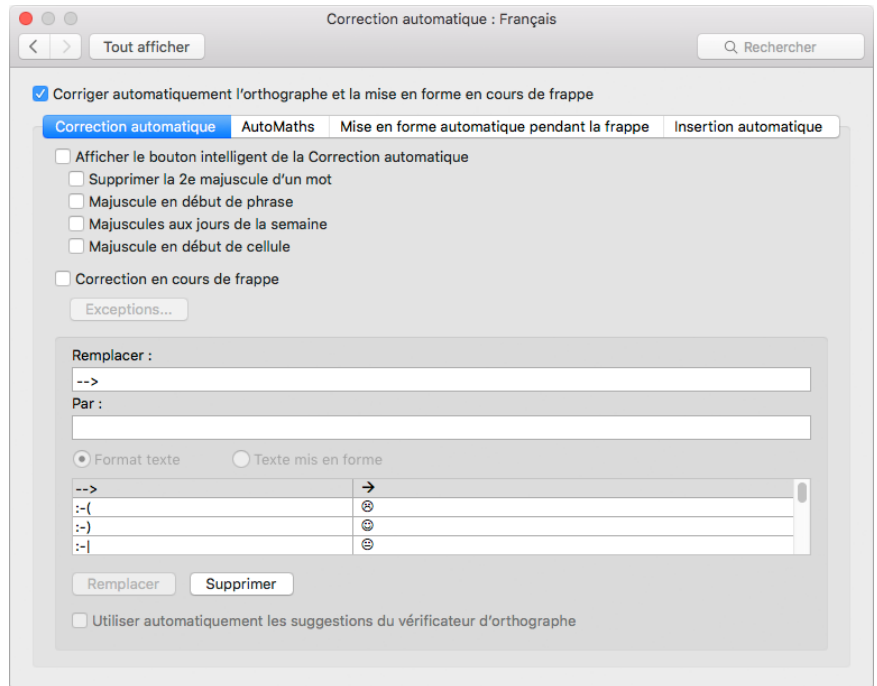 Correction automatique : Français
Tout afficher
Rechercher
Corriger automatiquement l'orthographe et la mise en forme en cours de frappe
Correction automatique AutoMaths Mise en forme automatique pendant la frappe Insertion automatique
Afficher le bouton intelligent de la Correction automatique
Supprimer la 2e majuscule d'un mot
Majuscule en début de phrase
Majuscules aux jours de la semaine
Majuscule en début de cellule
Correction en cours de frappe
Exceptions...
Remplacer :
-->
Par :
Format texte Texte mis en forme
--> →
:-( ☹
:-) ☺
:-| 😐
Remplacer Supprimer
Utiliser automatiquement les suggestions du vérificateur d'orthographe